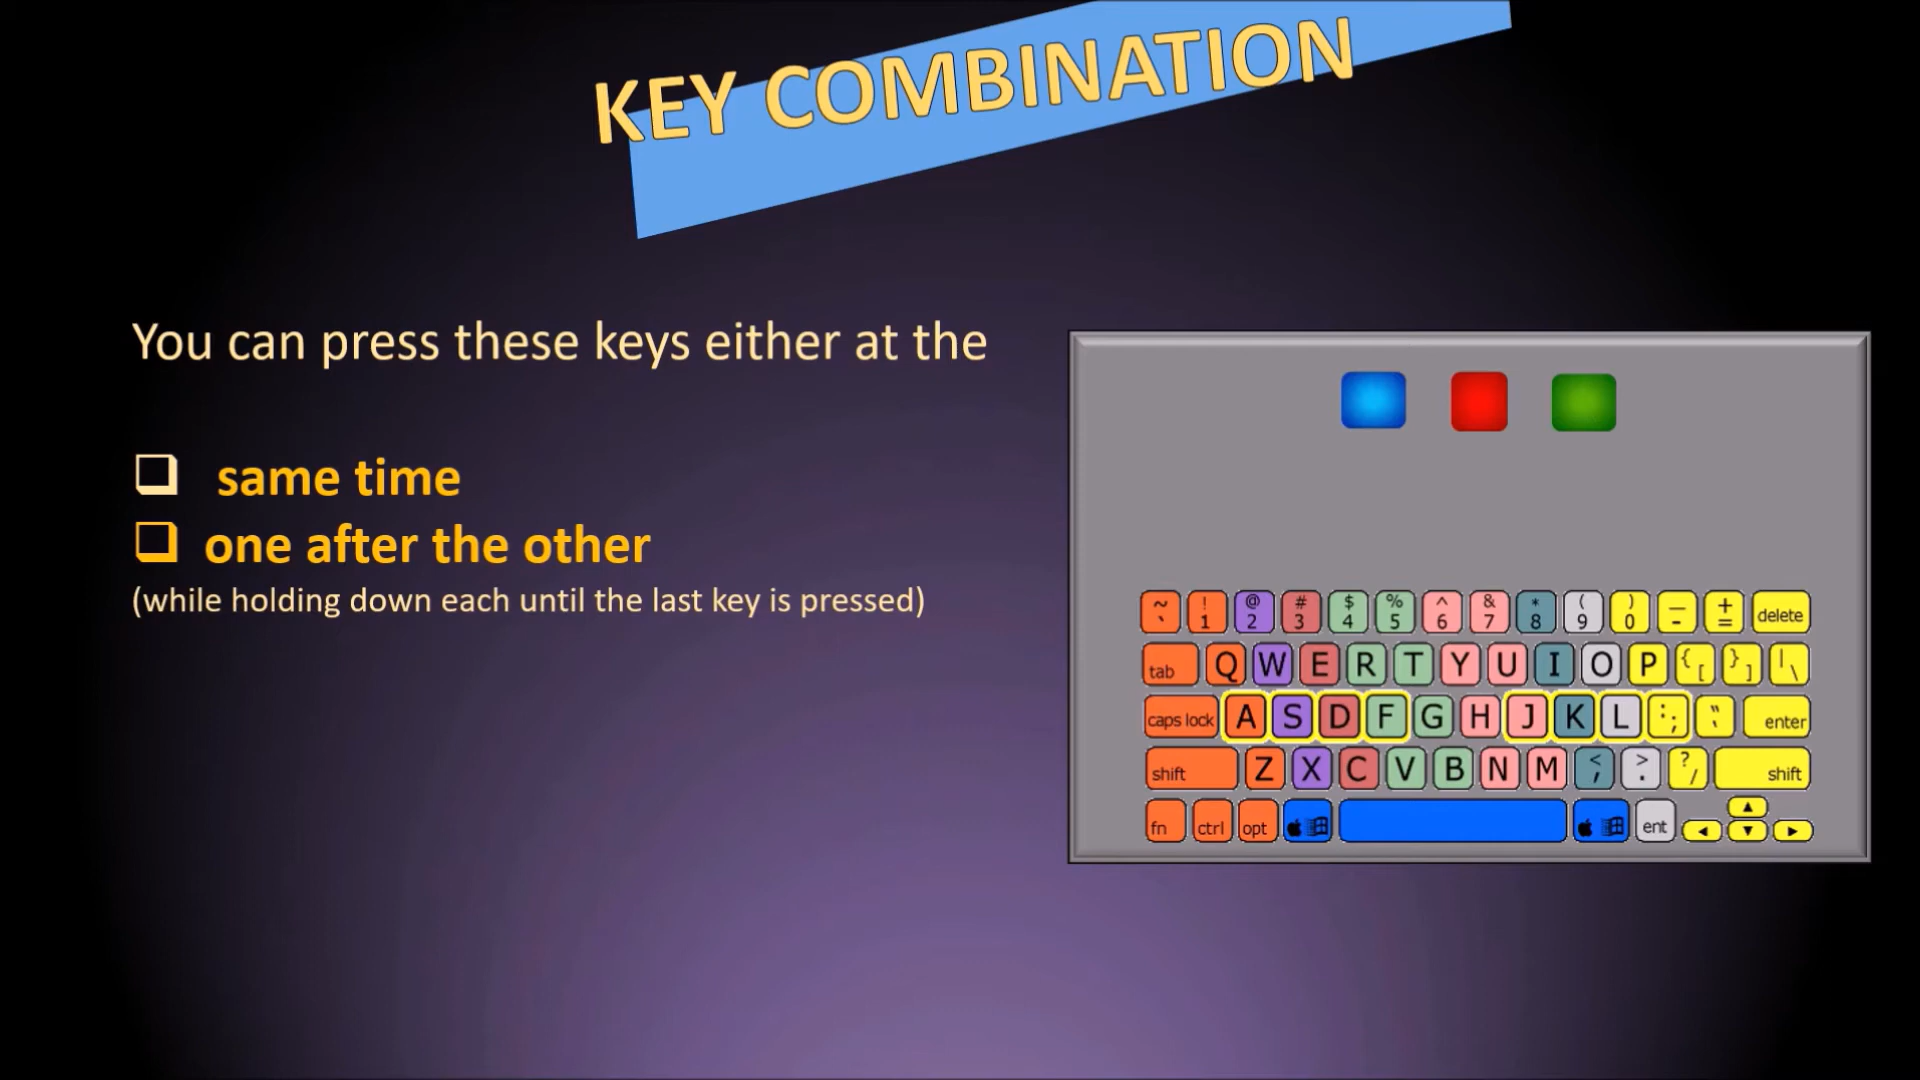 KEY COMBINATION
You can press these keys either at the
same time
one after the other
(while holding down each until the last key is pressed)
~ ` ! 1 @ 2 # 3 $ 4 % 5 ^ 6 & 7 * 8 ( 9 ) 0 — - + = delete
tab Q W E R T Y U I O P { [ } ] | \
caps lock A S D F G H J K L : ; " ' enter
shift Z X C V B N M < , > . ? / shift
fn ctrl opt ent ◄ ▲ ▼ ►